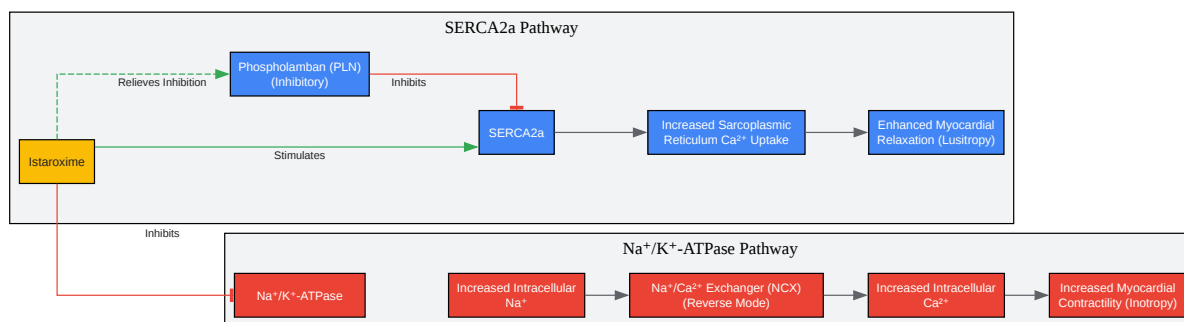 SERCA2a Pathway
Phospholamban (PLN)
(Inhibitory)
Relieves Inhibition
Inhibits
SERCA2a
Increased Sarcoplasmic
Reticulum Ca²⁺ Uptake
Enhanced Myocardial
Relaxation (Lusitropy)
Istaroxime
Stimulates
Inhibits
Na⁺/K⁺-ATPase Pathway
Na⁺/K⁺-ATPase
Increased Intracellular
Na⁺
Na⁺/Ca²⁺ Exchanger (NCX)
(Reverse Mode)
Increased Intracellular
Ca²⁺
Increased Myocardial
Contractility (Inotropy)